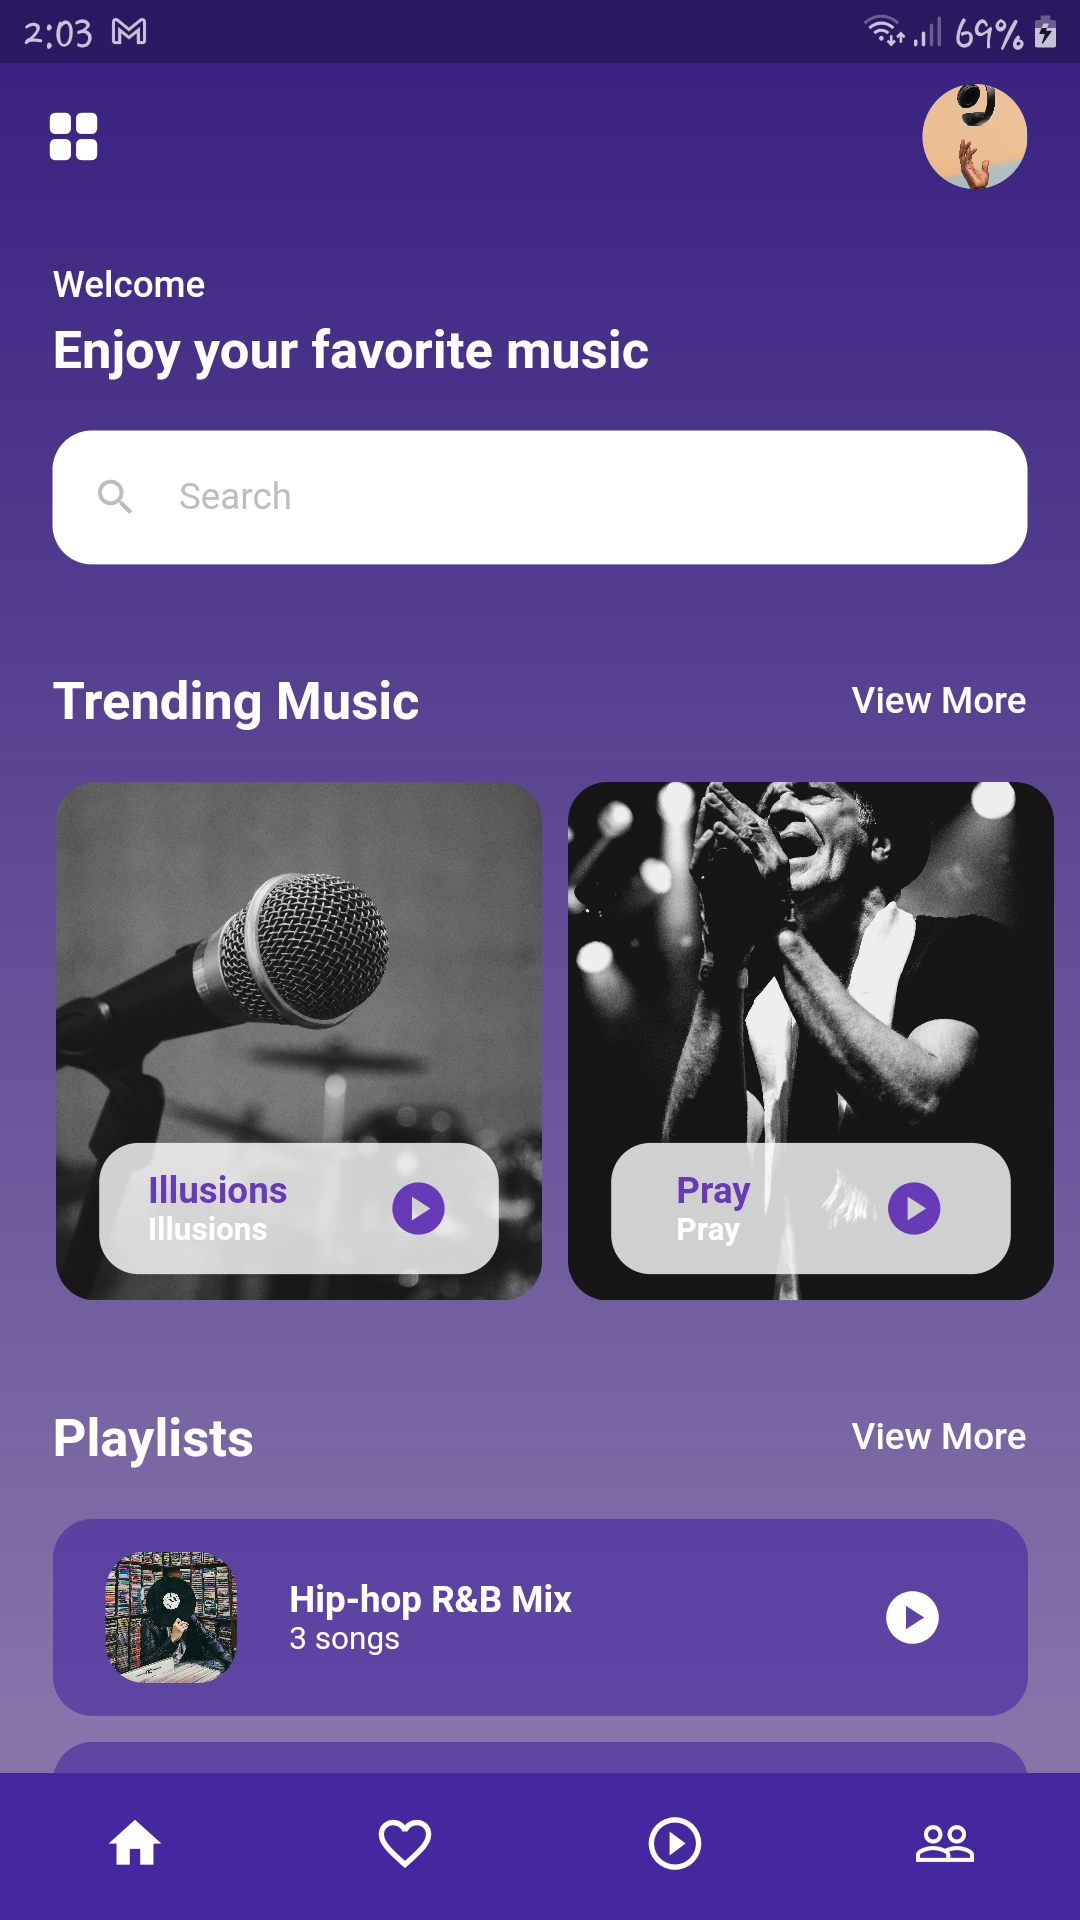 2:03
69%
Welcome
Enjoy your favorite music
Search
Trending Music
View More
Illusions
Illusions
Pray
Pray
Playlists
View More
Hip-hop R&B Mix
3 songs